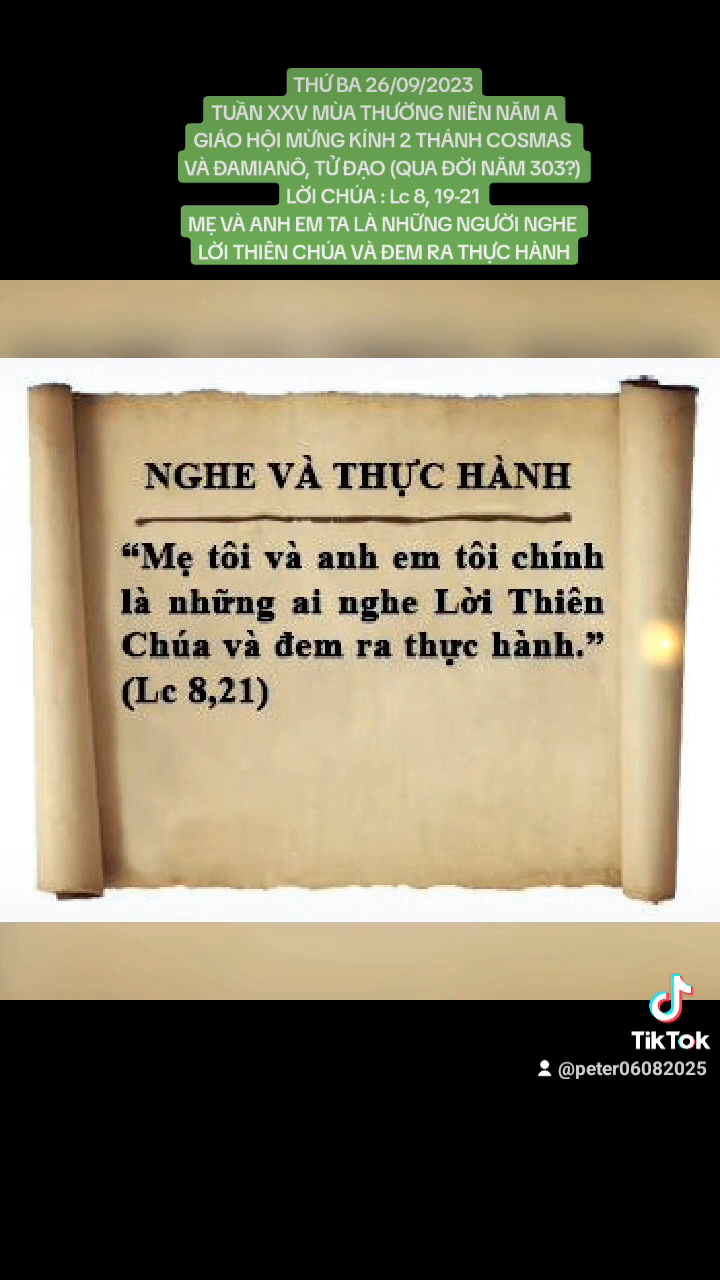 THỨ BA 26/09/2023
TUẦN XXV MÙA THƯỜNG NIÊN NĂM A
GIÁO HỘI MỪNG KÍNH 2 THÁNH COSMAS
VÀ ĐAMIANÔ, TỬ ĐẠO (QUA ĐỜI NĂM 303?)
LỜI CHÚA : Lc 8, 19-21
MẸ VÀ ANH EM TA LÀ NHỮNG NGƯỜI NGHE
LỜI THIÊN CHÚA VÀ ĐEM RA THỰC HÀNH
NGHE VÀ THỰC HÀNH
“Mẹ tôi và anh em tôi chính
là những ai nghe Lời Thiên
Chúa và đem ra thực hành.”
(Lc 8,21)
TikTok
@peter06082025